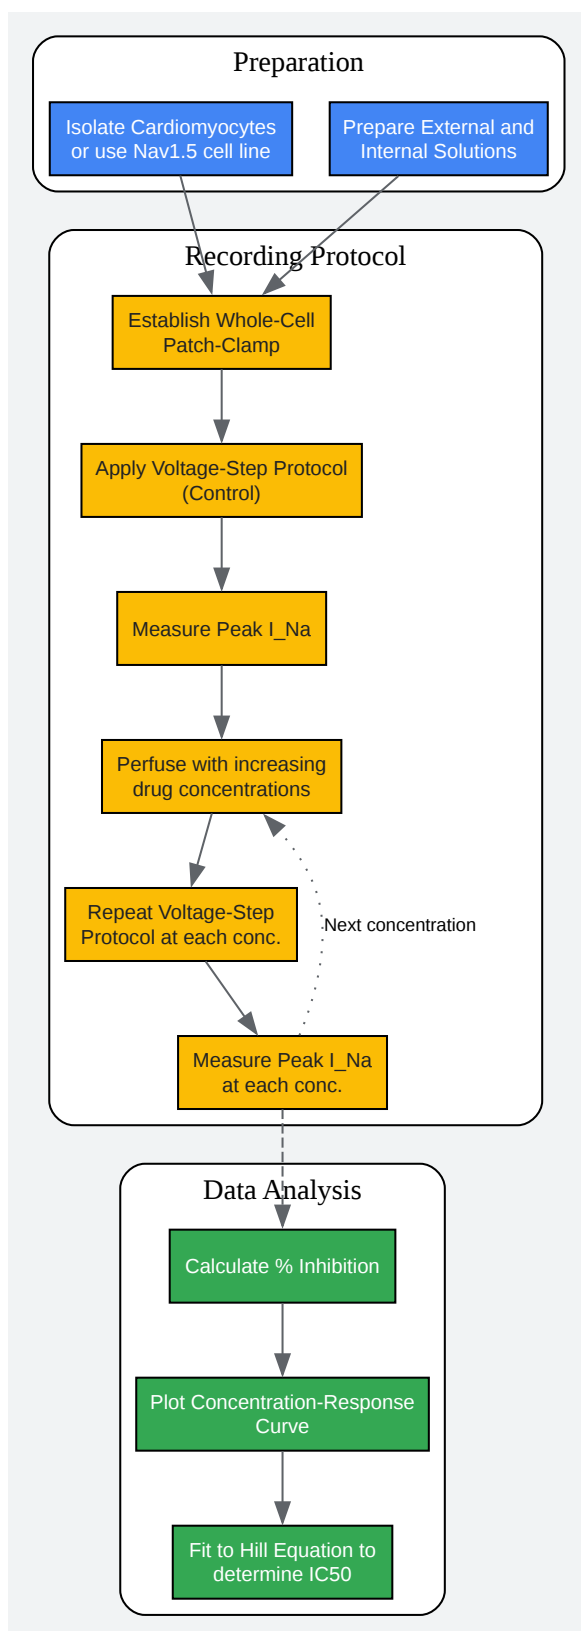 Preparation
Isolate Cardiomyocytes
or use Nav1.5 cell line
Prepare External and
Internal Solutions
Recording Protocol
Establish Whole-Cell
Patch-Clamp
Apply Voltage-Step Protocol
(Control)
Measure Peak I_Na
Perfuse with increasing
drug concentrations
Repeat Voltage-Step
Protocol at each conc.
Next concentration
Measure Peak I_Na
at each conc.
Data Analysis
Calculate % Inhibition
Plot Concentration-Response
Curve
Fit to Hill Equation to
determine IC50